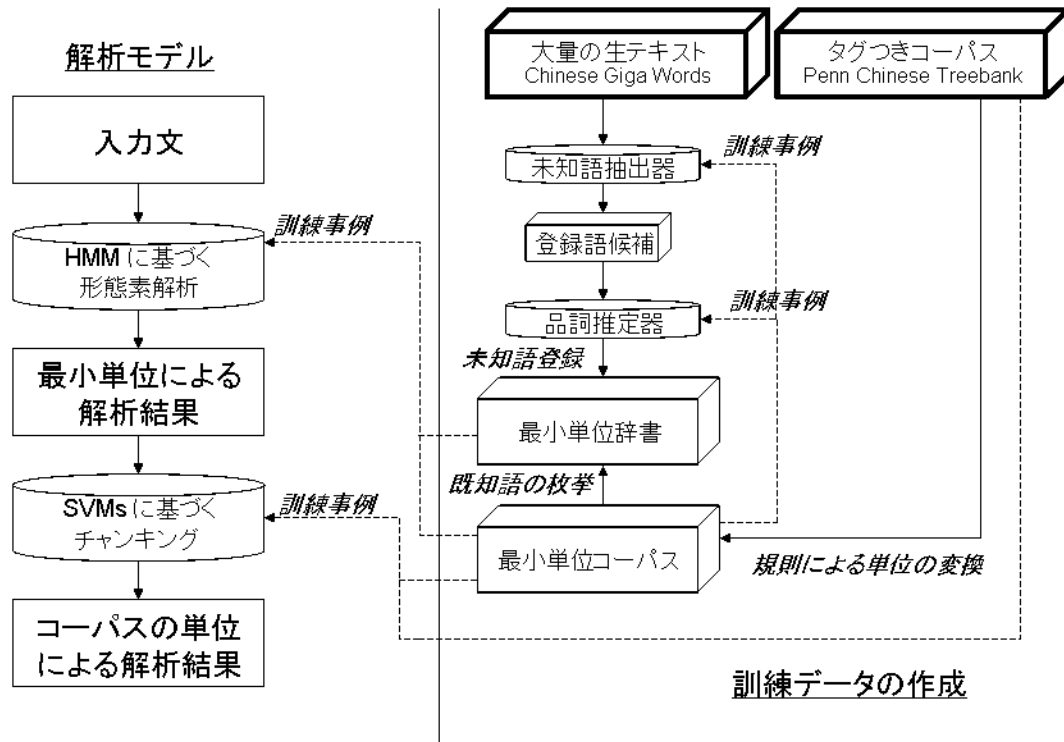 解析モデル
入力文
訓練事例
HMM に基づく
形態素解析
最小単位による
解析結果
訓練事例
SVMs に基づく
チャンキング
コーパスの単位
による解析結果
大量の生テキスト
Chinese Giga Words
タグつきコーパス
Penn Chinese Treebank
訓練事例
未知語抽出器
登録語候補
訓練事例
品詞推定器
未知語登録
最小単位辞書
既知語の枚挙
最小単位コーパス
規則による単位の変換
訓練データの作成